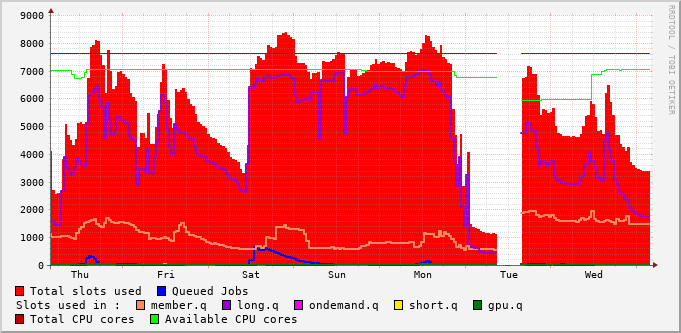 RRDTOOL / TOBI OETIKER
9000
8000
7000
6000
5000
4000
3000
2000
1000
0
Thu Fri Sat Sun Mon Tue Wed
Total slots used Queued Jobs
Slots used in : member.q long.q ondemand.q short.q gpu.q
Total CPU cores Available CPU cores